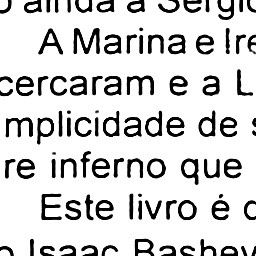 ainda a Sergio
A Marina e Ire
cercaram e a L
mplicidade de s
re inferno que
Este livro é d
o Isaac Bashev